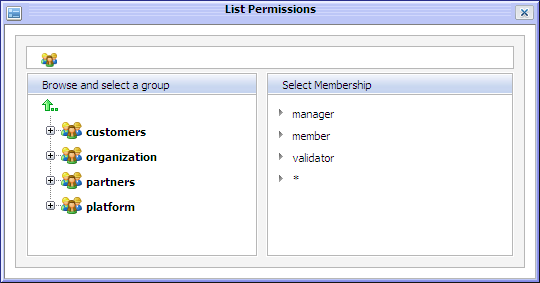 List Permissions
Browse and select a group
customers
organization
partners
platform
Select Membership
manager
member
validator
*